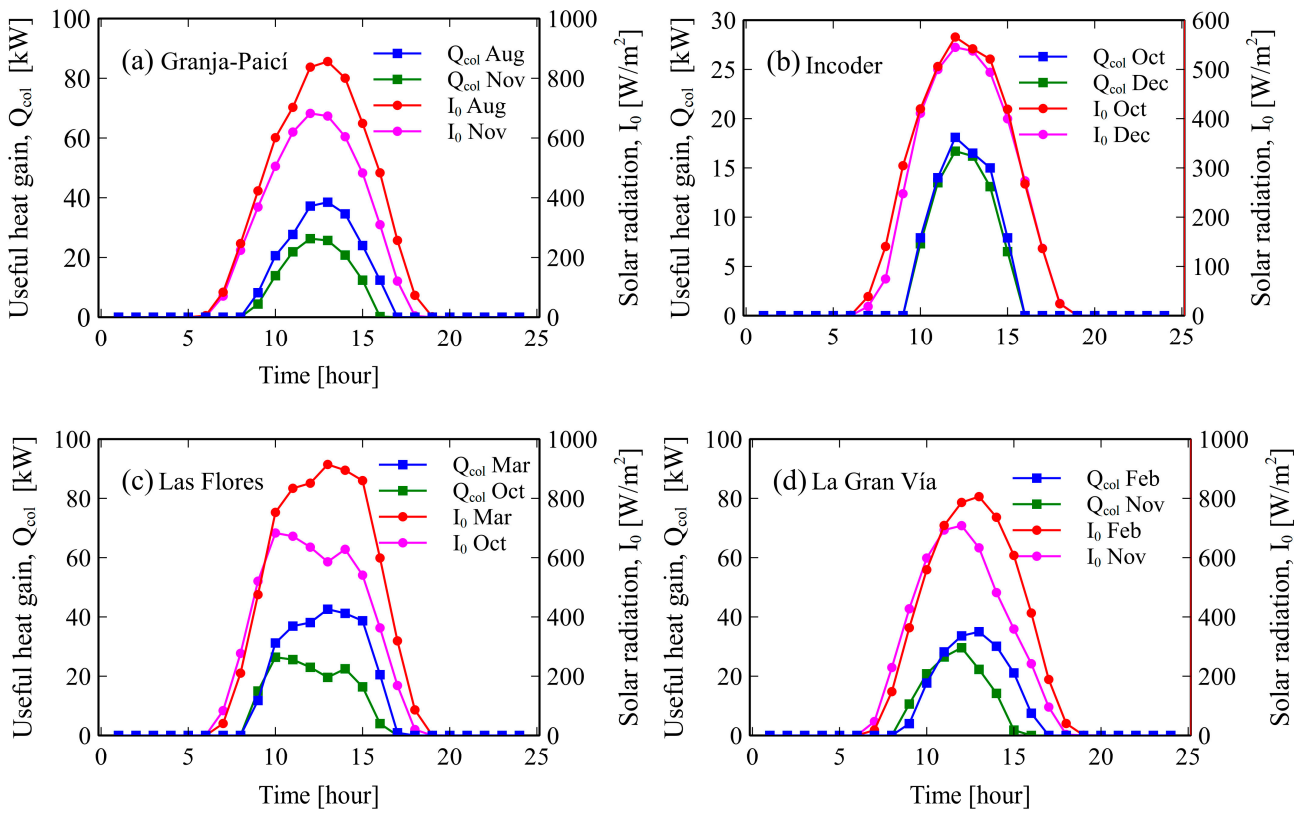 (a) Granja-Paicí
Useful heat gain, Q_col [kW]
100
80
60
40
20
0
Q_col Aug
Q_col Nov
I_0 Aug
I_0 Nov
1000
800
600
400
200
0
Solar radiation, I_0 [W/m²]
0 5 10 15 20 25
Time [hour]
(b) Incoder
Useful heat gain, Q_col [kW]
30
25
20
15
10
5
0
Q_col Oct
Q_col Dec
I_0 Oct
I_0 Dec
600
500
400
300
200
100
0
Solar radiation, I_0 [W/m²]
0 5 10 15 20 25
(c) Las Flores
Useful heat gain, Q_col [kW]
100
80
60
40
20
0
Q_col Mar
Q_col Oct
I_0 Mar
I_0 Oct
1000
800
600
400
200
0
Solar radiation, I_0 [W/m²]
0 5 10 15 20 25
Time [hour]
(d) La Gran Vía
Useful heat gain, Q_col [kW]
100
80
60
40
20
0
Q_col Feb
Q_col Nov
I_0 Feb
I_0 Nov
1000
800
600
400
200
0
Solar radiation, I_0 [W/m²]
0 5 10 15 20 25
Time [hour]